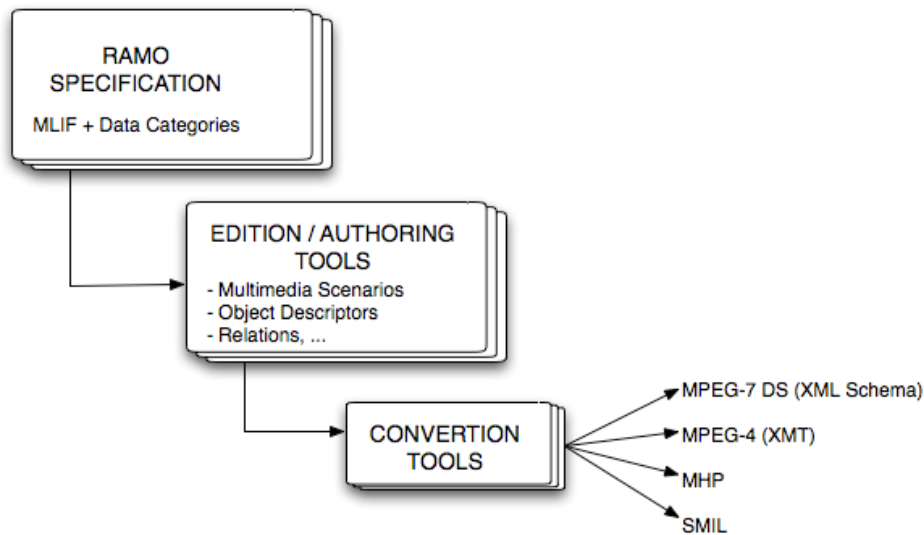 RAMO
SPECIFICATION
MLIF + Data Categories
EDITION / AUTHORING
TOOLS
- Multimedia Scenarios
- Object Descriptors
- Relations, ...
CONVERTION
TOOLS
MPEG-7 DS (XML Schema)
MPEG-4 (XMT)
MHP
SMIL